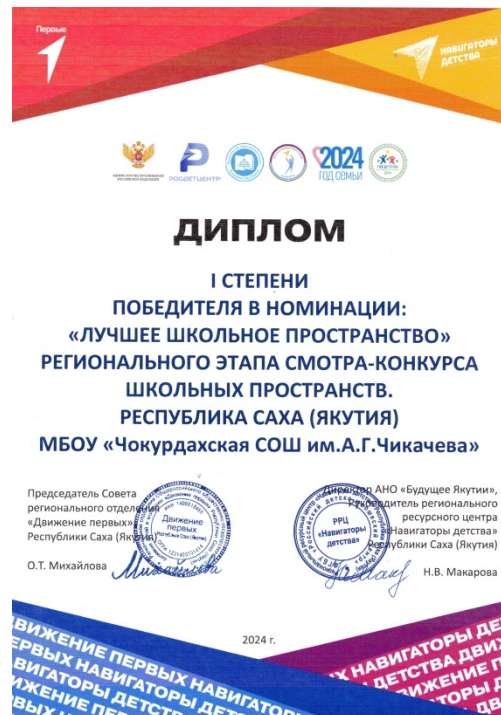 Первые
НАВИГАТОРЫ
ДЕТСТВА
РОСДЕТЦЕНТР
2024
ГОД СЕМЬИ
ДИПЛОМ
I СТЕПЕНИ
ПОБЕДИТЕЛЯ В НОМИНАЦИИ:
«ЛУЧШЕЕ ШКОЛЬНОЕ ПРОСТРАНСТВО»
РЕГИОНАЛЬНОГО ЭТАПА СМОТРА-КОНКУРСА
ШКОЛЬНЫХ ПРОСТРАНСТВ.
РЕСПУБЛИКА САХА (ЯКУТИЯ)
МБОУ «Чокурдахская СОШ им.А.Г.Чикачева»
Председатель Совета
регионального отделения
«Движение первых»
Республики Саха (Якутия)
О.Т. Михайлова
Движение
первых
Директор АНО «Будущее Якутии»,
Руководитель регионального
ресурсного центра
«Навигаторы детства»
Республики Саха (Якутия)
Н.В. Макарова
РРЦ
«Навигаторы
детства»
2024 г.
ДВИЖЕНИЕ ПЕРВЫХ НАВИГАТОРЫ ДЕТСТВА